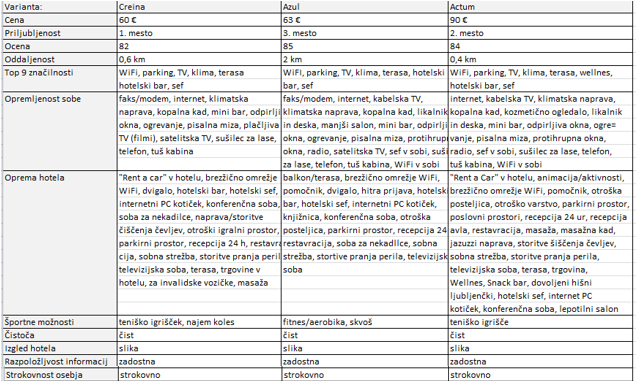 Varianta: Creina Azul Actum
Cena 60 € 63 € 90 €
Priljubljenost 1. mesto 3. mesto 2. mesto
Ocena 82 85 84
Oddaljenost 0,6 km 2 km 0,4 km
Top 9 značilnosti WiFi, parking, TV, klima, terasa WiFI, parking, TV, klima, terasa, hotelski WiFi, parking, TV, klima, terasa, wellnes,
hotelski bar, sef bar, sef hotelski bar, sef
Opremljenost sobe faks/modem, internet, klimatska faks/modem, internet, kabelska TV, internet, kabelska TV, klimatska naprava,
naprava, kopalna kad, mini bar, odpirlji klimatska naprava, kopalna kad, likalnik kopalna kad, kozmetično ogledalo, likalnik
okna, ogrevanje, pisalna miza, plačljiva in deska, manjši salon, mini bar, odpirlji in deska, mini bar, odpirljiva okna, ogre=
TV (filmi), satelitska TV, sušilec za lase, okna, ogrevanje, pisalna miza, protihrup vanje, pisalna miza, protihrupna okna,
telefon, tuš kabina okna, radio, satelitska TV, sef v sobi, suši radio, sef v sobi, sušilec za lase, telefon,
za lase, telefon, tuš kabina, WiFi v sobi tuš kabina, WiFi v sobi
Oprema hotela "Rent a car" v hotelu, brezžično omrežje balkon/terasa, brezžično omrežje WiFi, "Rent a Car" v hotelu, animacija/aktivnosti,
WiFi, dvigalo, hotelski bar, hotelski sef, pomočnik, dvigalo, hitra prijava, hotelski brezžično omrežje WiFi, pomočnik, otroška
internetni PC kotiček, konferenčna soba, bar, hotelski sef, internetni PC kotiček, posteljica, otroško varstvo, parkirni prostor,
soba za nekadilce, naprava/storitve knjižnica, konferenčna soba, otroška poslovni prostori, recepcija 24 ur, recepcija
čiščenja čevljev, otroški igralni prostor, posteljica, parkirni prostor, recepcija 24 avla, restavracija, masaža, masažna kad,
parkirni prostor, recepcija 24 h, restavra restavracija, soba za nekadllce, sobna jazuzzi naprava, storitve šiščenja čevljev,
cija, sobna strežba, storitve pranja peril strežba, stortive pranja perila, televizijsk sobna strežba, storitve pranja perila,
televizijska soba, terasa, trgovine v soba televizijska soba, terasa, trgovina,
hotelu, za invalidske vozičke, masaža Wellnes, Snack bar, dovoljeni hišni
ljubljenčki, hotelski sef, internet PC
kotiček, konferenčna soba, lepotilni salon
Športne možnosti teniško igrišček, najem koles fitnes/aerobika, skvoš teniško igrišče
Čistoča čist čist čist
Izgled hotela slika slika slika
Razpoložljivost informacij zadostna zadostna zadostna
Strokovnost osebja strokovno strokovno strokovno